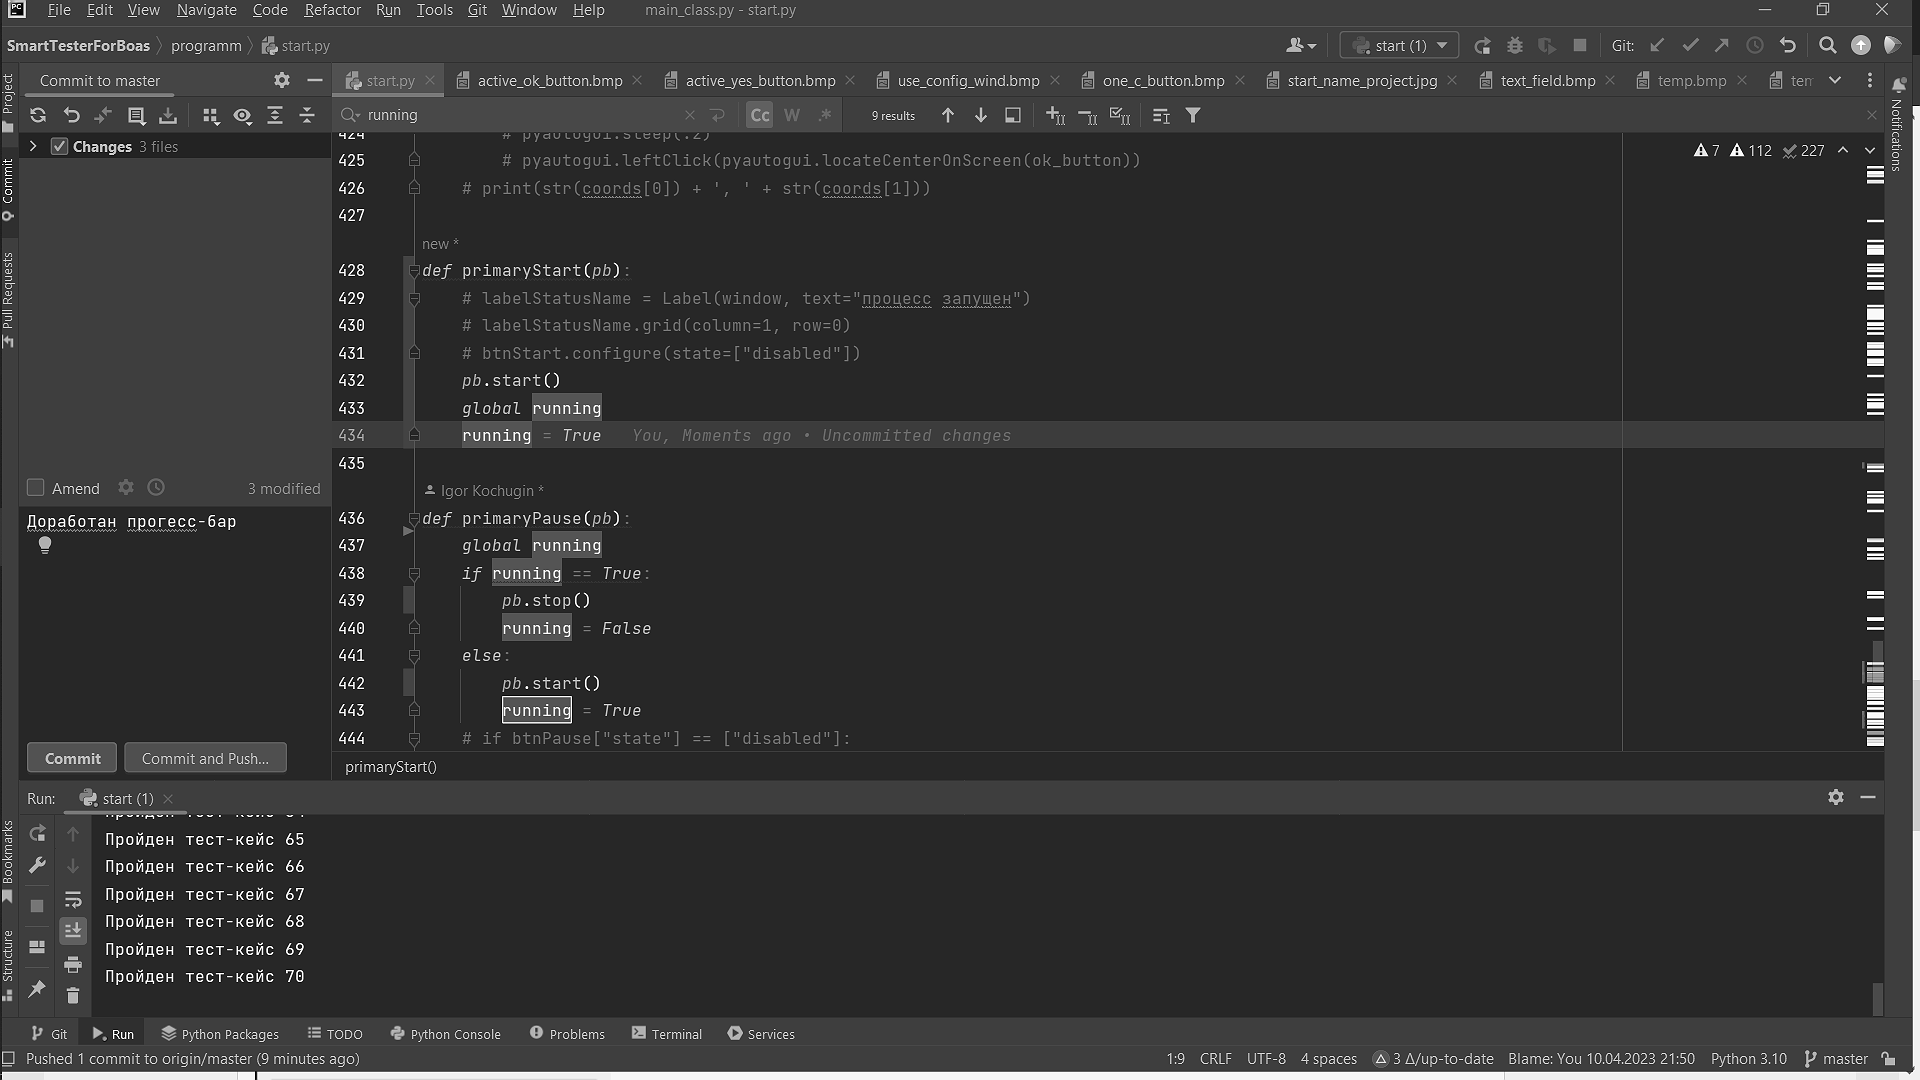 File Edit View Navigate Code Refactor Run Tools Git Window Help main_class.py - start.py
SmartTesterForBoas programm start.py start (1) Git:
Commit to master start.py active_ok_button.bmp active_yes_button.bmp use_config_wind.bmp one_c_button.bmp start_name_project.jpg text_field.bmp temp.bmp
running Cc W .* 9 results
Changes 3 files
7 112 227
424 # pyautogui.sleep(.2)
425 # pyautogui.leftClick(pyautogui.locateCenterOnScreen(ok_button))
426 # print(str(coords[0]) + ', ' + str(coords[1]))
427
new *
428 def primaryStart(pb):
429 # labelStatusName = Label(window, text="процесс запущен")
430 # labelStatusName.grid(column=1, row=0)
431 # btnStart.configure(state=["disabled"])
432 pb.start()
433 global running
434 running = True You, Moments ago • Uncommitted changes
435
Igor Kochugin *
436 def primaryPause(pb):
437 global running
438 if running == True:
439 pb.stop()
440 running = False
441 else:
442 pb.start()
443 running = True
444 # if btnPause["state"] == ["disabled"]:
primaryStart()
Amend 3 modified
Доработан прогесс-бар
Commit Commit and Push...
Project
Commit
Pull Requests
Bookmarks
Structure
Notifications
Run: start (1)
Пройден тест-кейс 65
Пройден тест-кейс 66
Пройден тест-кейс 67
Пройден тест-кейс 68
Пройден тест-кейс 69
Пройден тест-кейс 70
Git Run Python Packages TODO Python Console Problems Terminal Services
Pushed 1 commit to origin/master (9 minutes ago) 1:9 CRLF UTF-8 4 spaces 3 Δ/up-to-date Blame: You 10.04.2023 21:50 Python 3.10 master